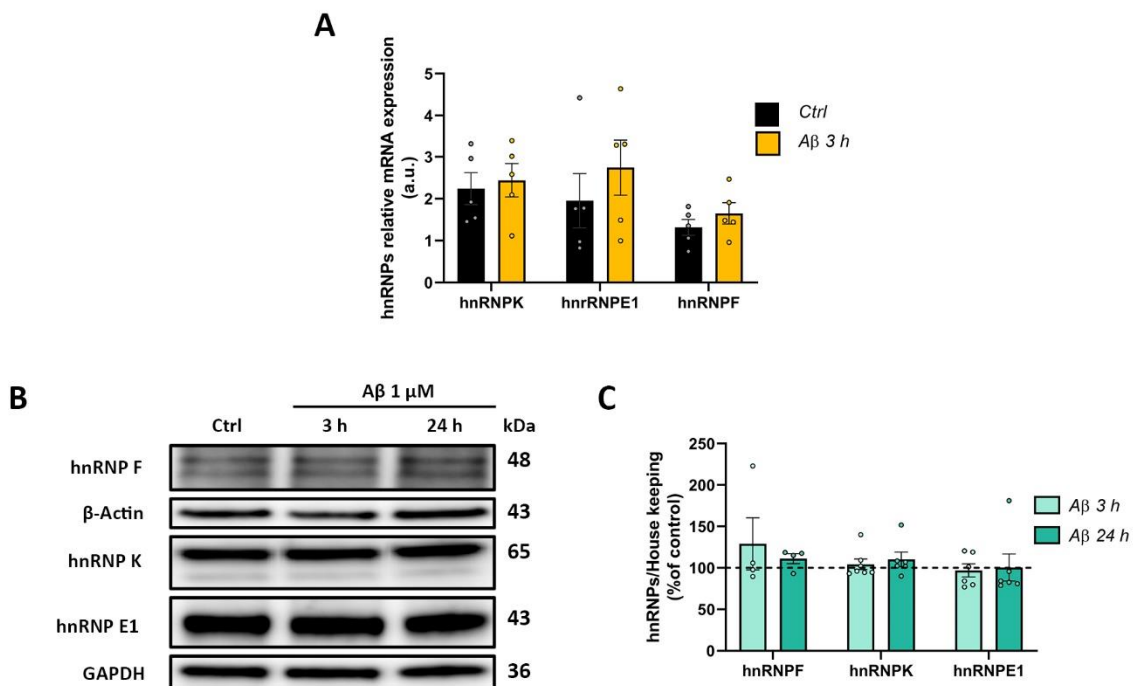 A
hnRNPs relative mRNA expression
(a.u.)
5
4
3
2
1
0
hnRNPK
hnrRNPE1
hnRNPF
Ctrl
Aβ 3 h
B
Aβ 1 μM
Ctrl
3 h
24 h
kDa
hnRNP F
48
β-Actin
43
hnRNP K
65
hnRNP E1
43
GAPDH
36
C
hnRNPs/House keeping
(%of control)
250
200
150
100
50
0
hnRNPF
hnRNPK
hnRNPE1
Aβ 3 h
Aβ 24 h